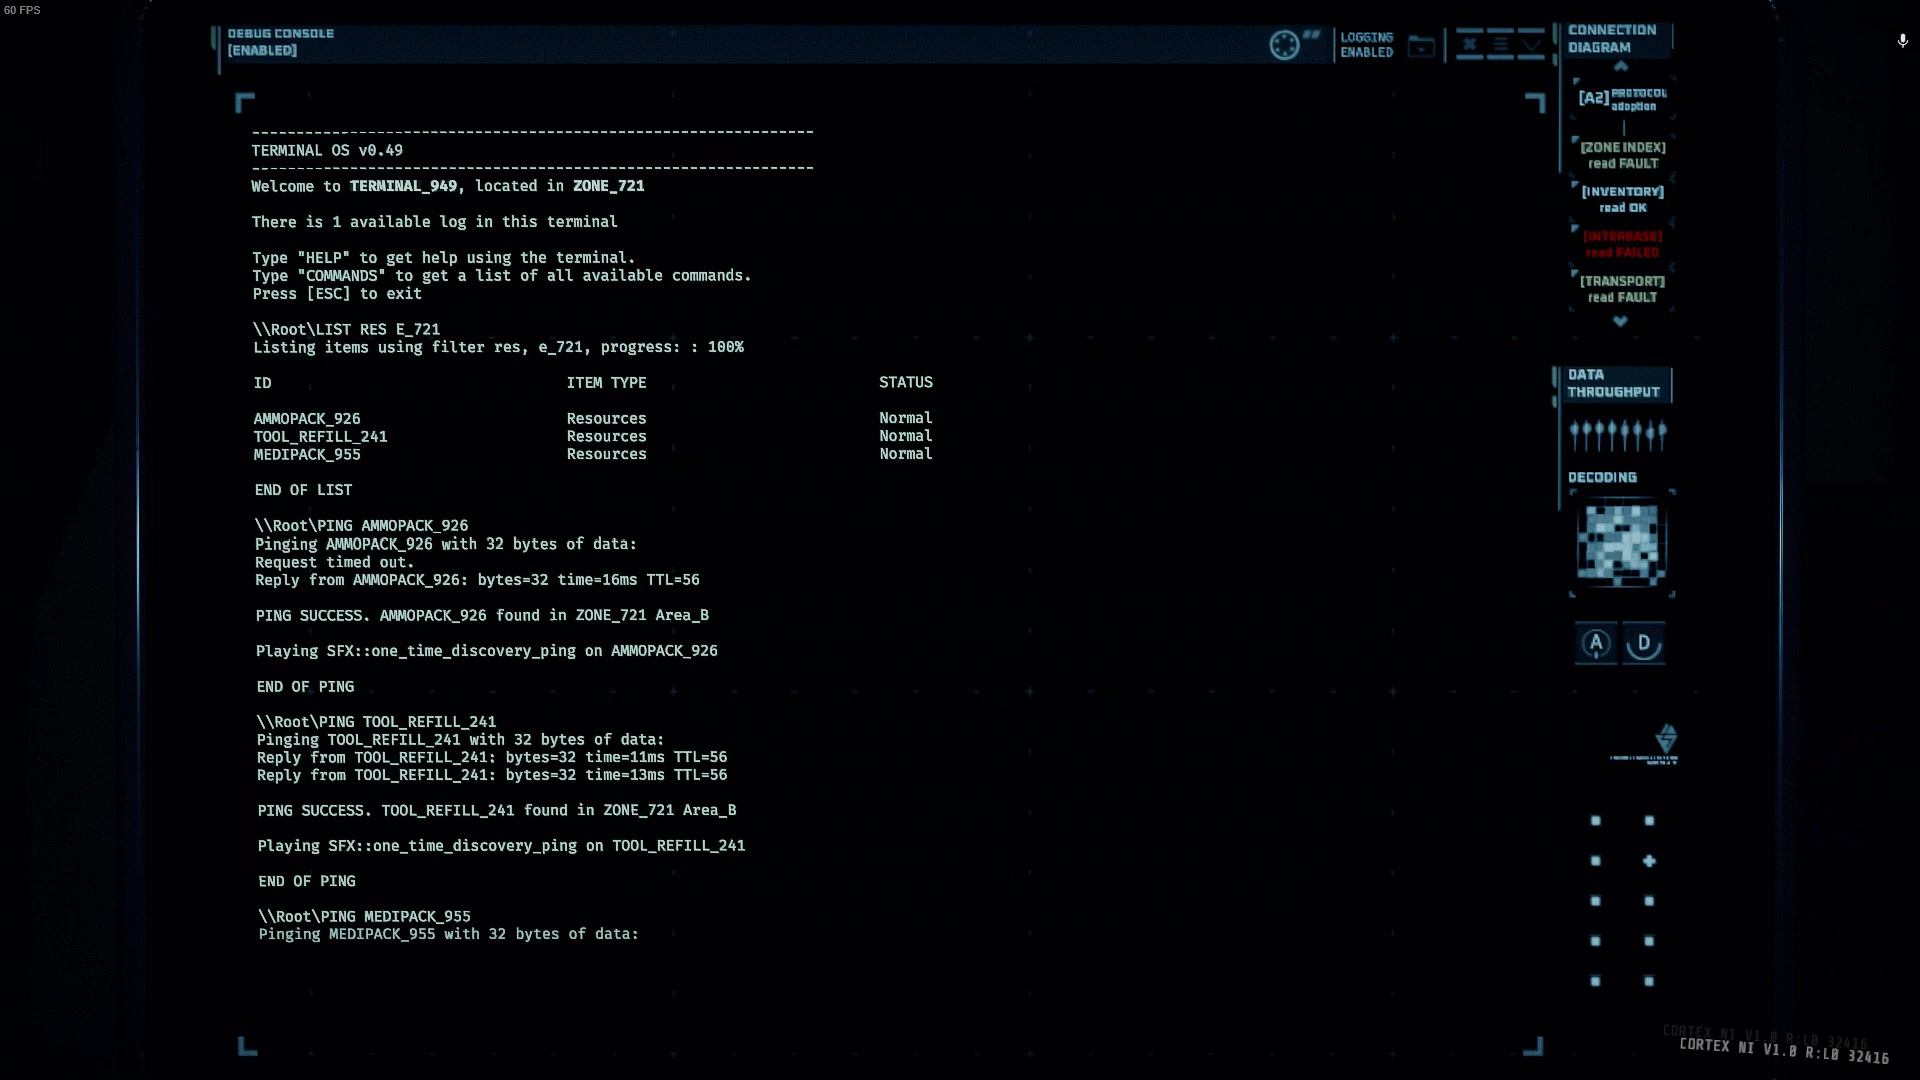 60 FPS
DEBUG CONSOLE
[ENABLED]
LOGGING
ENABLED
------------------------------------------------------------------
TERMINAL OS v0.49
------------------------------------------------------------------
Welcome to TERMINAL_949, located in ZONE_721
There is 1 available log in this terminal
Type "HELP" to get help using the terminal.
Type "COMMANDS" to get a list of all available commands.
Press [ESC] to exit
\\Root\LIST RES E_721
Listing items using filter res, e_721, progress: : 100%
ID ITEM TYPE STATUS
AMMOPACK_926 Resources Normal
TOOL_REFILL_241 Resources Normal
MEDIPACK_955 Resources Normal
END OF LIST
\\Root\PING AMMOPACK_926
Pinging AMMOPACK_926 with 32 bytes of data:
Request timed out.
Reply from AMMOPACK_926: bytes=32 time=16ms TTL=56
PING SUCCESS. AMMOPACK_926 found in ZONE_721 Area_B
Playing SFX::one_time_discovery_ping on AMMOPACK_926
END OF PING
\\Root\PING TOOL_REFILL_241
Pinging TOOL_REFILL_241 with 32 bytes of data:
Reply from TOOL_REFILL_241: bytes=32 time=11ms TTL=56
Reply from TOOL_REFILL_241: bytes=32 time=13ms TTL=56
PING SUCCESS. TOOL_REFILL_241 found in ZONE_721 Area_B
Playing SFX::one_time_discovery_ping on TOOL_REFILL_241
END OF PING
\\Root\PING MEDIPACK_955
Pinging MEDIPACK_955 with 32 bytes of data:
CONNECTION
DIAGRAM
[A2] PROTOCOL
adoption
[ZONE INDEX]
read FAULT
[INVENTORY]
read OK
[INTERBASE]
read FAILED
[TRANSPORT]
read FAULT
DATA
THROUGHPUT
DECODING
A D
CORTEX NI V1.0 R:L0 32416
CORTEX NI V1.0 R:L0 32416